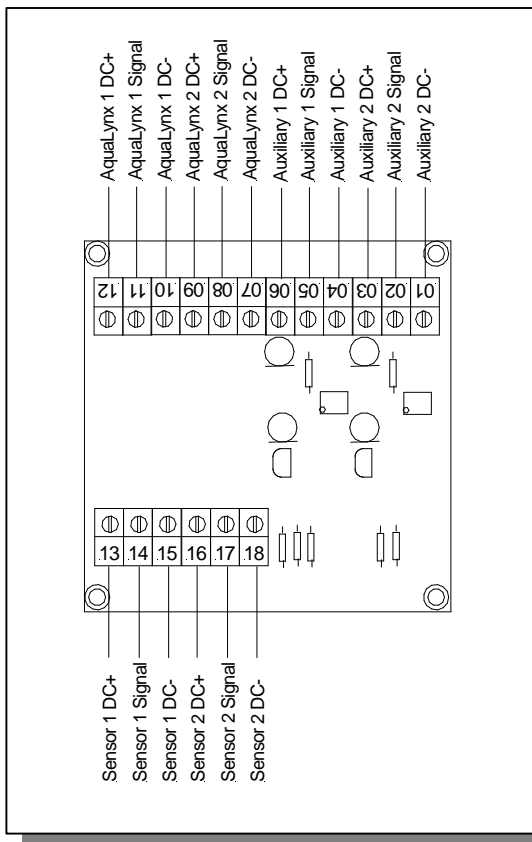 AquaLynx 1 DC+
AquaLynx 1 Signal
AquaLynx 1 DC-
AquaLynx 2 DC+
AquaLynx 2 Signal
AquaLynx 2 DC-
Auxiliary 1 DC+
Auxiliary 1 Signal
Auxiliary 1 DC-
Auxiliary 2 DC+
Auxiliary 2 Signal
Auxiliary 2 DC-
12 11 10 09 08 07 06 05 04 03 02 01
13 14 15 16 17 18
Sensor 1 DC+
Sensor 1 Signal
Sensor 1 DC-
Sensor 2 DC+
Sensor 2 Signal
Sensor 2 DC-